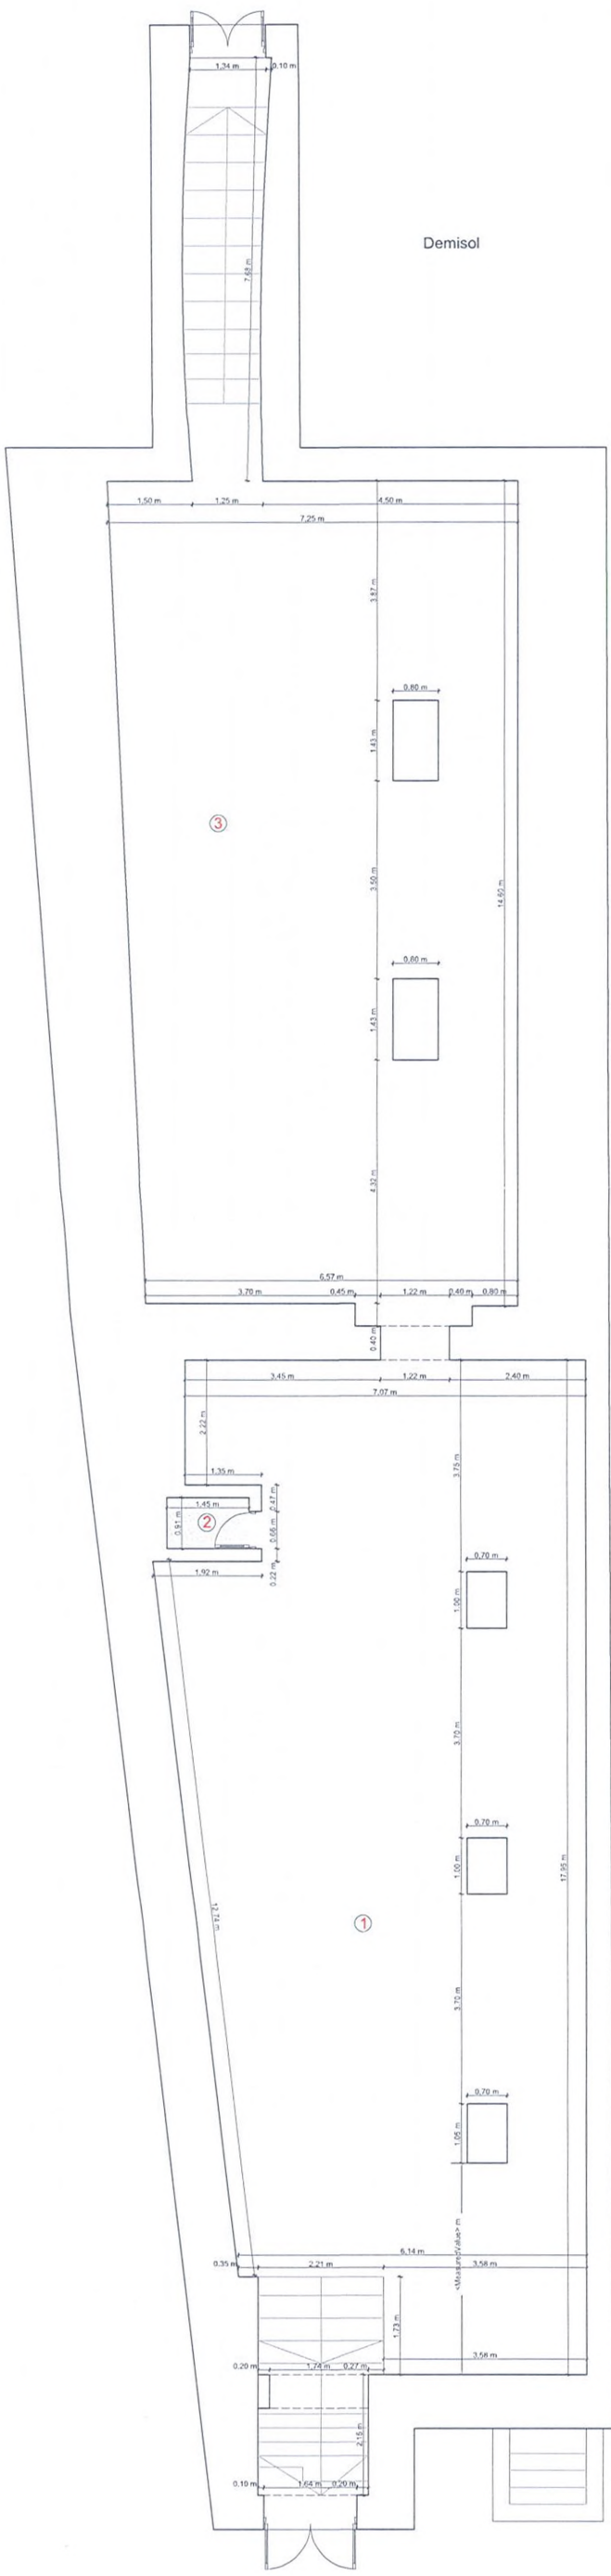 1,34 m 0,10 m
7,68 m
Demisol
1,50 m 1,25 m 4,50 m
7,25 m
3,87 m
0,80 m
1,43 m
3
3,50 m
14,60 m
0,80 m
1,43 m
4,32 m
6,57 m
3,70 m 0,45 m 1,22 m 0,40 m 0,80 m
0,40 m
3,45 m 1,22 m 2,40 m
7,07 m
2,22 m
3,75 m
1,35 m
0,47 m
1,45 m
2
0,91 m
0,66 m
0,70 m
0,22 m
1,92 m
1,00 m
3,70 m
0,70 m
1,00 m
17,95 m
12,74 m
1
3,70 m
0,70 m
1,05 m
<MeasuredValue> m
6,14 m
0,35 m 2,21 m 3,58 m
1,73 m
3,58 m
0,20 m 1,74 m 0,27 m
2,15 m
0,10 m 1,64 m 0,20 m